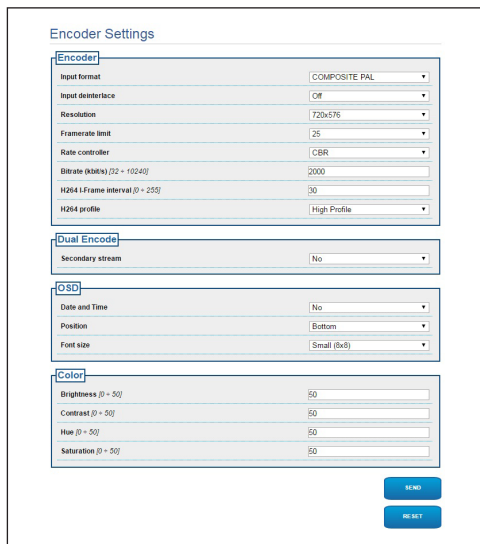 Encoder Settings
Encoder
Input format COMPOSITE PAL
Input deinterlace Off
Resolution 720x576
Framerate limit 25
Rate controller CBR
Bitrate (kbit/s) [32 ÷ 10240] 2000
H264 I-Frame interval [0 ÷ 255] 30
H264 profile High Profile
Dual Encode
Secondary stream No
OSD
Date and Time No
Position Bottom
Font size Small (8x8)
Color
Brightness [0 ÷ 50] 50
Contrast [0 ÷ 50] 50
Hue [0 ÷ 50] 50
Saturation [0 ÷ 50] 50
SEND
RESET